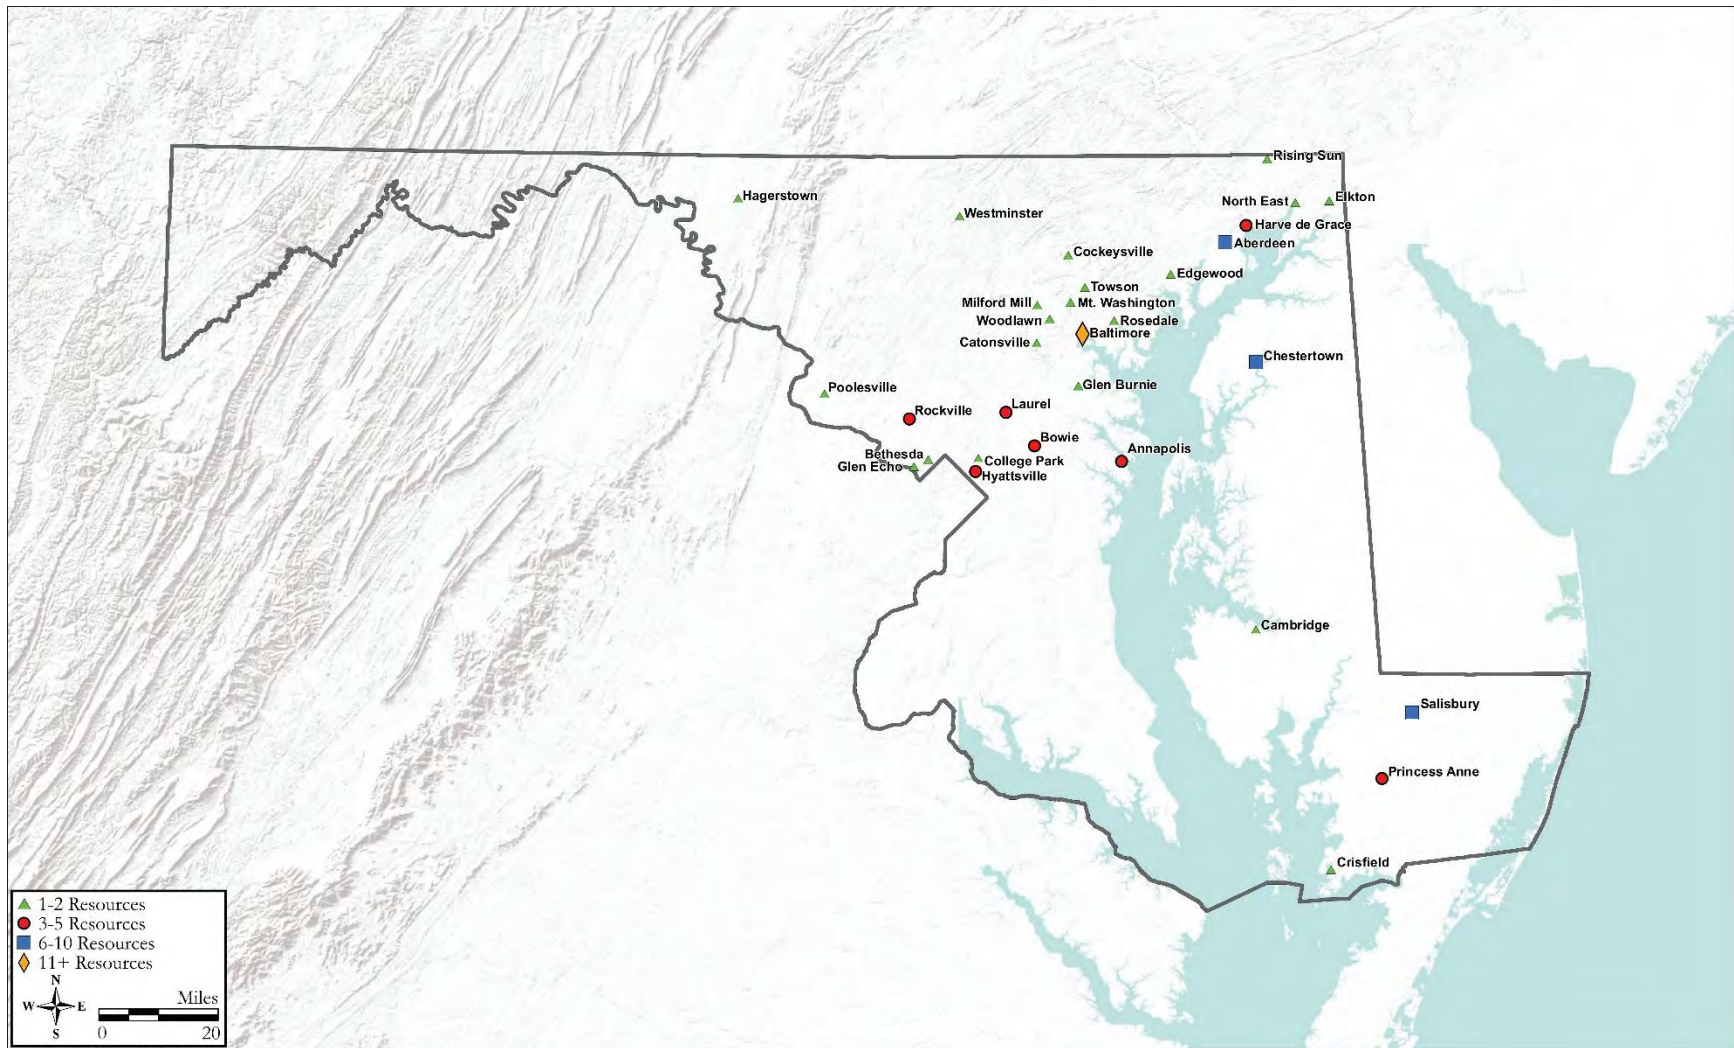 Rising Sun
Hagerstown
North East
Elkton
Westminster
Harve de Grace
Aberdeen
Cockeysville
Edgewood
Towson
Milford Mill
Mt. Washington
Woodlawn
Rosedale
Baltimore
Catonsville
Chestertown
Glen Burnie
Poolesville
Rockville
Laurel
Bowie
Annapolis
Bethesda
College Park
Glen Echo
Hyattsville
Cambridge
Salisbury
Princess Anne
Crisfield
1-2 Resources
3-5 Resources
6-10 Resources
11+ Resources
N
W E
S
Miles
0 20